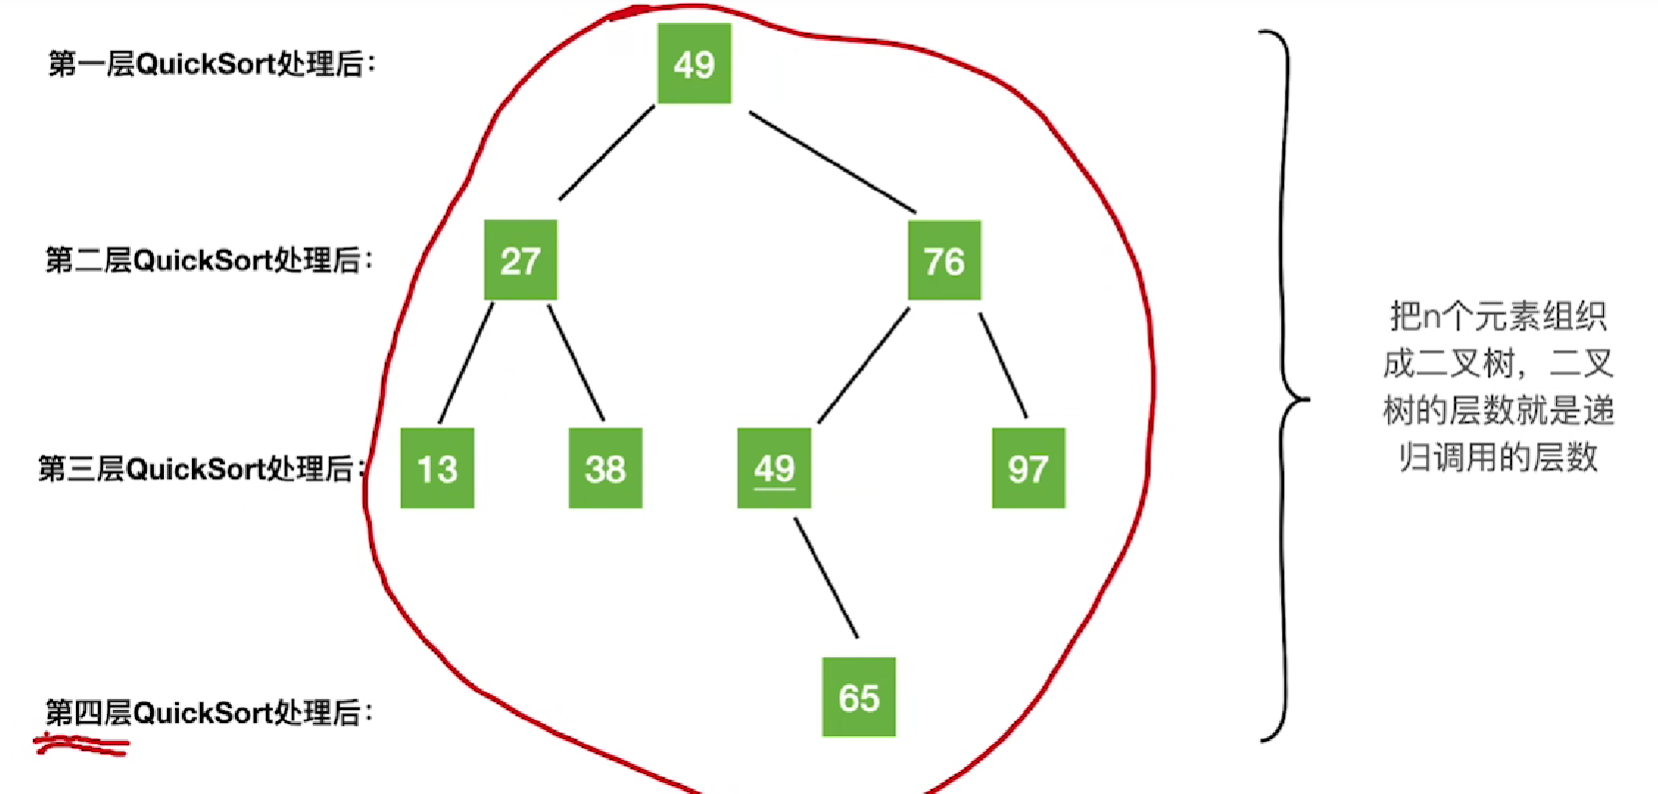 第一层QuickSort处理后：
49
第二层QuickSort处理后：
27
76
第三层QuickSort处理后：
13
38
49
97
第四层QuickSort处理后：
65
把n个元素组织
成二叉树，二叉
树的层数就是递
归调用的层数